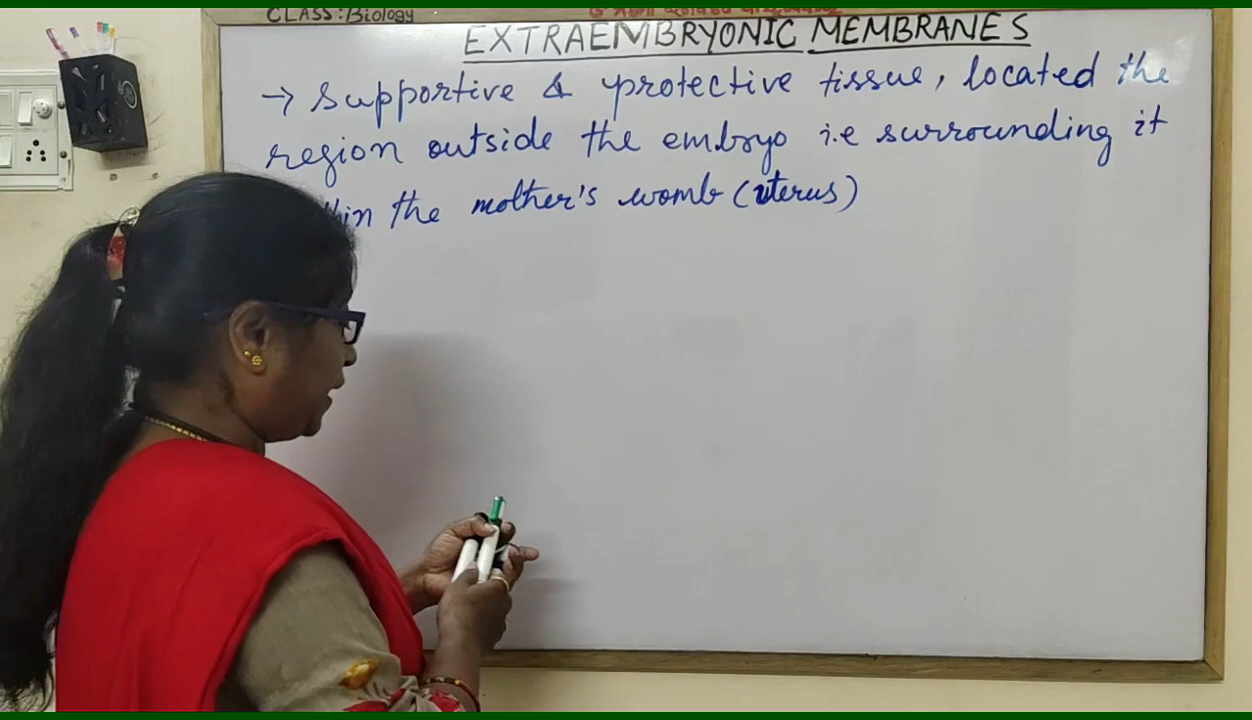 CLASS: Biology
EXTRAEMBRYONIC MEMBRANES
→ Supportive & protective tissue, located the
region outside the embryo i.e surrounding it
the mother's womb (uterus)